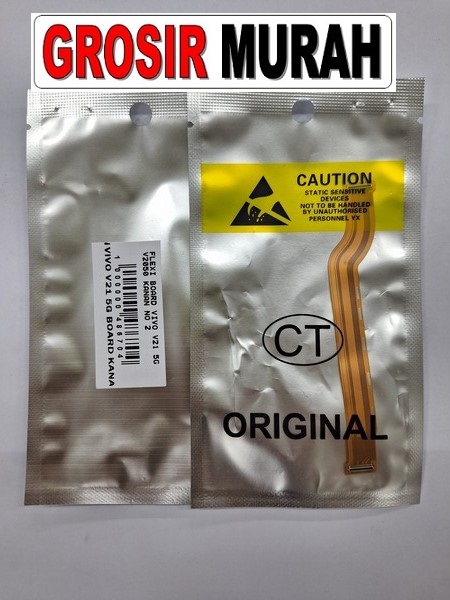 GROSIR MURAH
CAUTION
STATIC SENSITIVE
DEVICES
NOT TO BE HANDLED
BY UNAUTHORISED
PERSONNEL YX
CT
ORIGINAL
FLEXI BOARD VIVO V21 5G
V2050 KANAN NO 2
1 000000 486704
VIVO V21 5G BOARD KANA